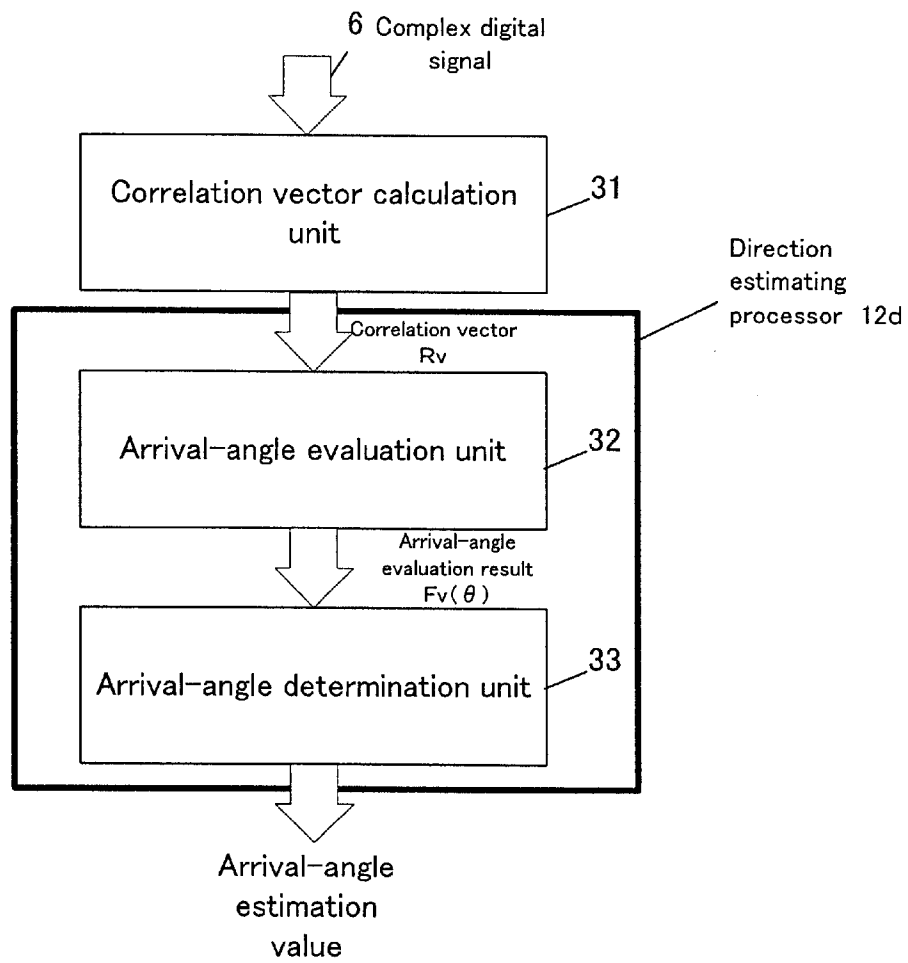 6 Complex digital
signal
Correlation vector calculation
unit
31
Direction
estimating
processor 12d
Correlation vector
Rv
Arrival-angle evaluation unit
32
Arrival-angle
evaluation result
Fv(θ)
Arrival-angle determination unit
33
Arrival-angle
estimation
value